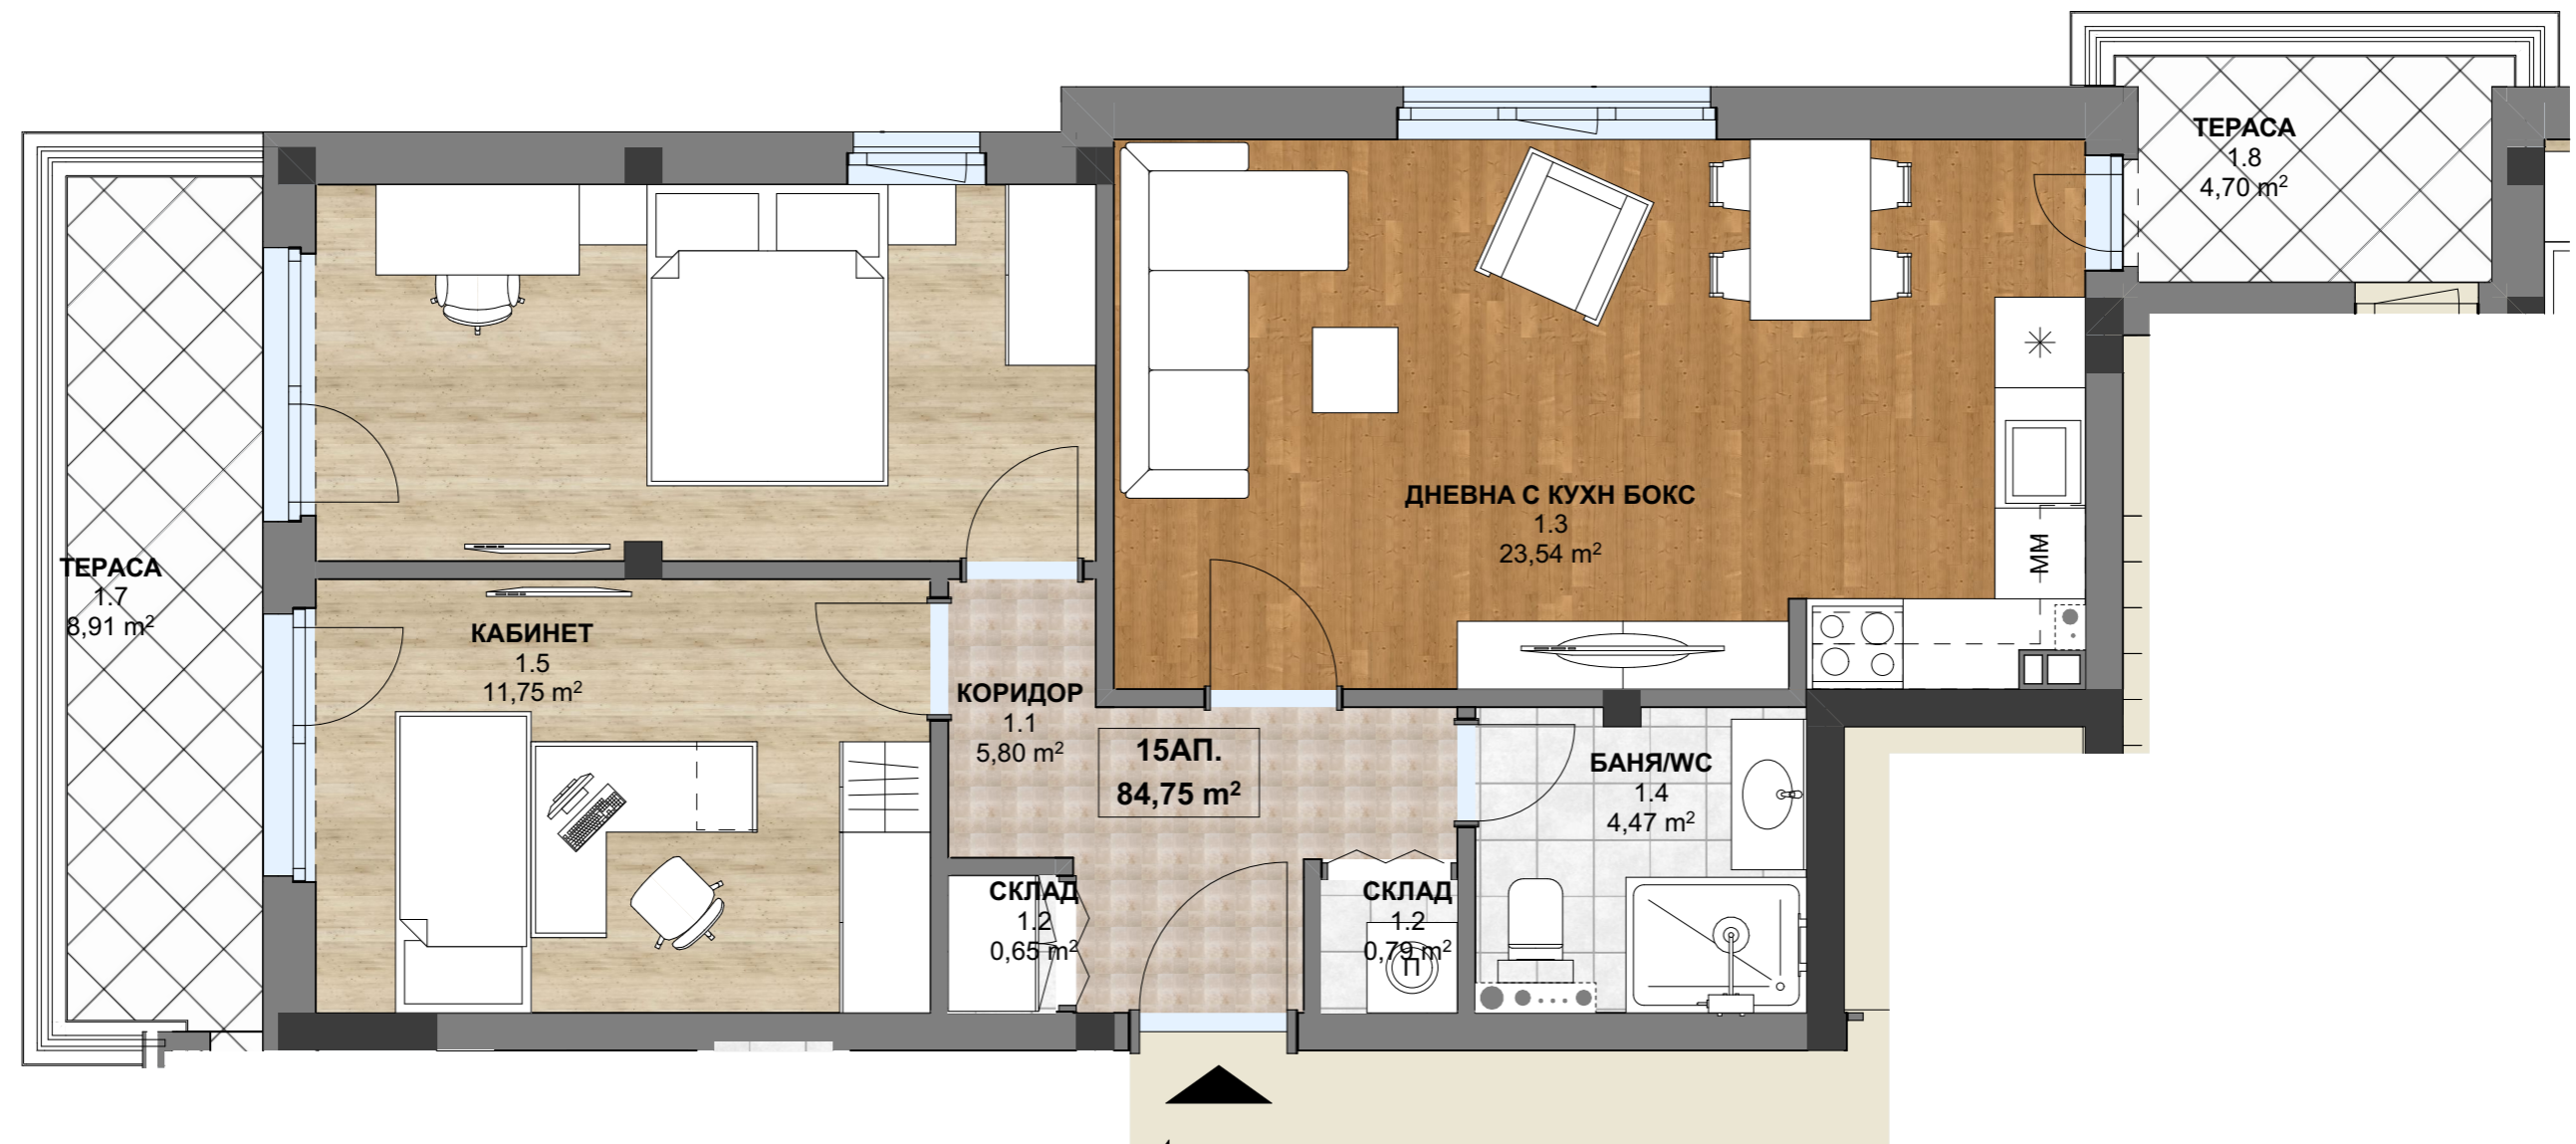 ТЕРАСА
1.8
4,70 m²
ДНЕВНА С КУХН БОКС
1.3
23,54 m²
ММ
ТЕРАСА
1.7
8,91 m²
КАБИНЕТ
1.5
11,75 m²
КОРИДОР
1.1
5,80 m²
15АП.
84,75 m²
БАНЯ/WC
1.4
4,47 m²
СКЛАД
1.2
0,65 m²
СКЛАД
1.2
0,79 m²
П